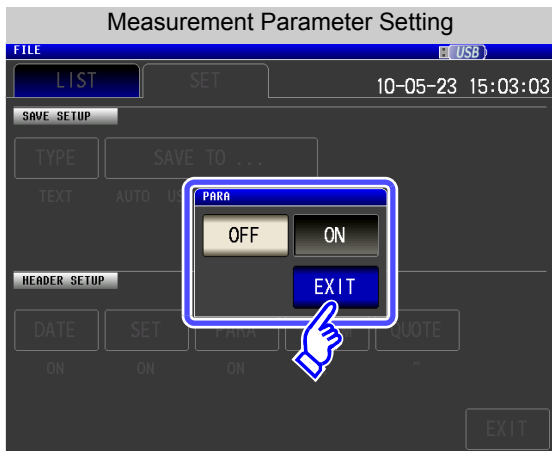 Measurement Parameter Setting
FILE
USB
LIST SET 10-05-23 15:03:03
SAVE SETUP
TYPE SAVE TO ...
TEXT AUTO
PARA
OFF ON
HEADER SETUP
EXIT
DATE SET PARA QUOTE
ON ON ON
EXIT